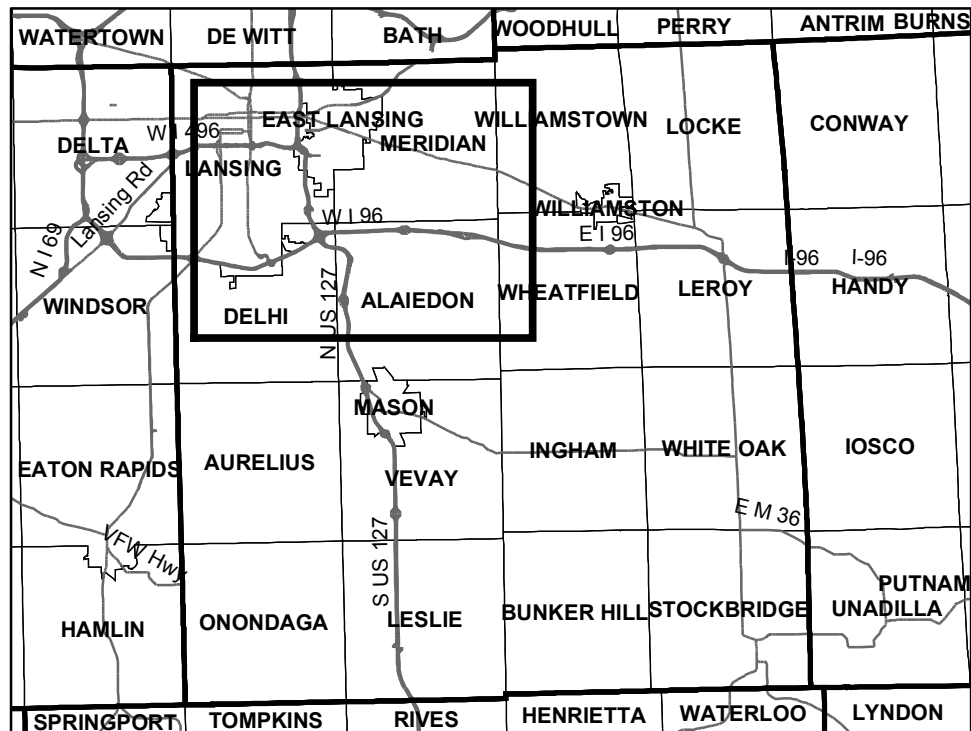 WATERTOWN
DE WITT
BATH
WOODHULL
PERRY
ANTRIM
BURNS
EAST LANSING
WILLIAMSTOWN
LOCKE
CONWAY
W I 496
DELTA
MERIDIAN
LANSING
Lansing Rd
W I 96
WILLIAMSTON
E I 96
N I 69
I-96
I-96
WINDSOR
DELHI
N US 127
ALAIEDON
WHEATFIELD
LEROY
HANDY
MASON
EATON RAPIDS
AURELIUS
VEVAY
INGHAM
WHITE OAK
IOSCO
E M 36
VFW Hwy
S US 127
PUTNAM
HAMLIN
ONONDAGA
LESLIE
BUNKER HILL
STOCKBRIDGE
UNADILLA
SPRINGPORT
TOMPKINS
RIVES
HENRIETTA
WATERLOO
LYNDON